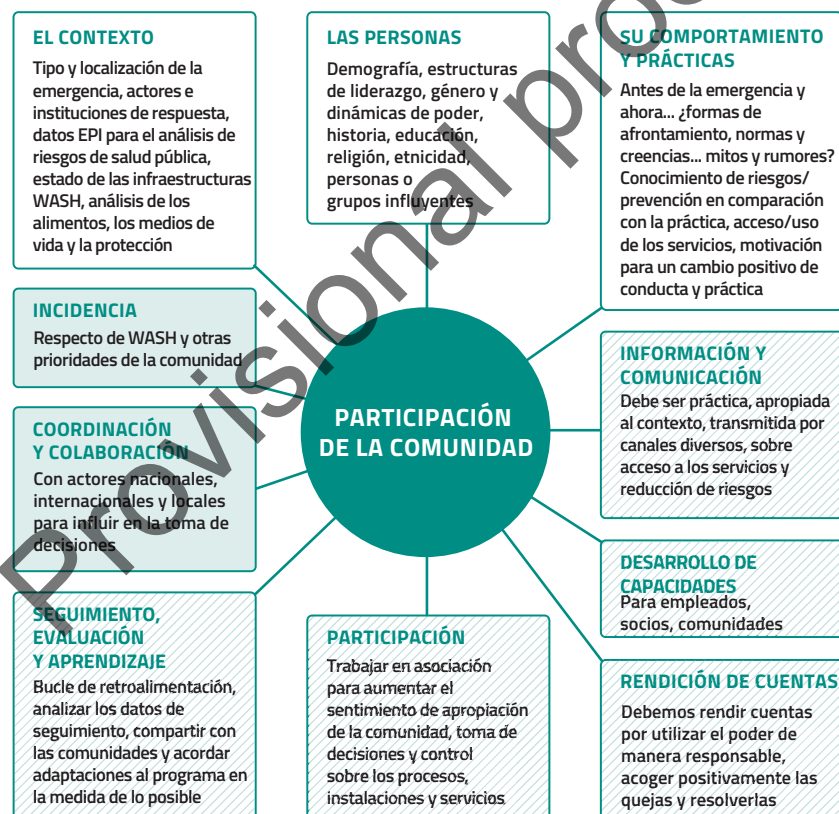 EL CONTEXTO
Tipo y localización de la
emergencia, actores e
instituciones de respuesta,
datos EPI para el análisis de
riesgos de salud pública,
estado de las infraestructuras
WASH, análisis de los
alimentos, los medios de
vida y la protección
LAS PERSONAS
Demografía, estructuras
de liderazgo, género y
dinámicas de poder,
historia, educación,
religión, etnicidad,
personas o
grupos influyentes
SU COMPORTAMIENTO
Y PRÁCTICAS
Antes de la emergencia y
ahora... ¿formas de
afrontamiento, normas y
creencias... mitos y rumores?
Conocimiento de riesgos/
prevención en comparación
con la práctica, acceso/uso
de los servicios, motivación
para un cambio positivo de
conducta y práctica
INCIDENCIA
Respecto de WASH y otras
prioridades de la comunidad
PARTICIPACIÓN
DE LA COMUNIDAD
INFORMACIÓN Y
COMUNICACIÓN
Debe ser práctica, apropiada
al contexto, transmitida por
canales diversos, sobre
acceso a los servicios y
reducción de riesgos
COORDINACIÓN
Y COLABORACIÓN
Con actores nacionales,
internacionales y locales
para influir en la toma de
decisiones
DESARROLLO DE
CAPACIDADES
Para empleados,
socios, comunidades
SEGUIMIENTO,
EVALUACIÓN
Y APRENDIZAJE
Bucle de retroalimentación,
analizar los datos de
seguimiento, compartir con
las comunidades y acordar
adaptaciones al programa en
la medida de lo posible
PARTICIPACIÓN
Trabajar en asociación
para aumentar el
sentimiento de apropiación
de la comunidad, toma de
decisiones y control
sobre los procesos,
instalaciones y servicios
RENDICIÓN DE CUENTAS
Debemos rendir cuentas
por utilizar el poder de
manera responsable,
acoger positivamente las
quejas y resolverlas
Provisional